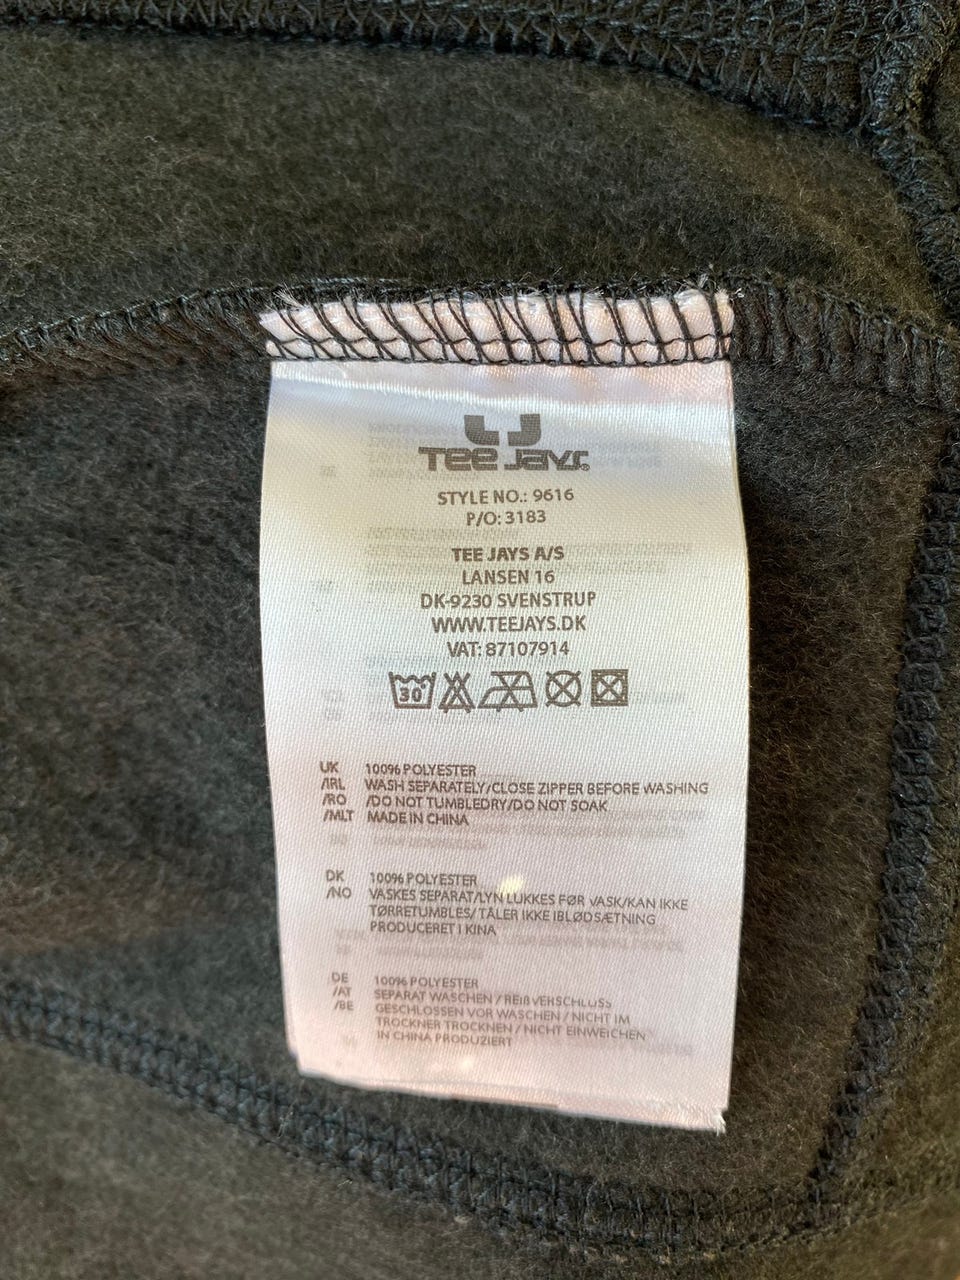 TEE JAYS®
STYLE NO.: 9616
P/O: 3183
TEE JAYS A/S
LANSEN 16
DK-9230 SVENSTRUP
WWW.TEEJAYS.DK
VAT: 87107914
30
UK 100% POLYESTER
/IRL WASH SEPARATELY/CLOSE ZIPPER BEFORE WASHING
/RO /DO NOT TUMBLEDRY/DO NOT SOAK
/MLT MADE IN CHINA
DK 100% POLYESTER
/NO VASKES SEPARAT/LYN LUKKES FØR VASK/KAN IKKE
TØRRETUMBLES/ TÅLER IKKE IBLØDSÆTNING
PRODUCERET I KINA
DE 100% POLYESTER
/AT SEPARAT WASCHEN / REIßVERSCHLUSS
/BE GESCHLOSSEN VOR WASCHEN / NICHT IM
TROCKNER TROCKNEN / NICHT EINWEICHEN
IN CHINA PRODUZIERT